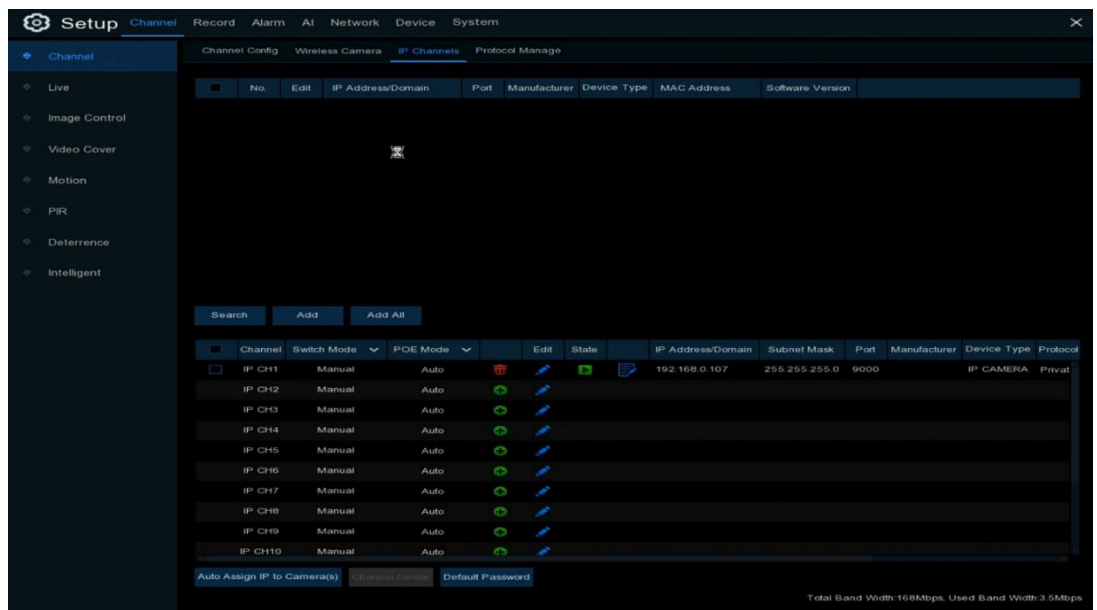 Setup Channel Record Alarm AI Network Device System
Channel Config Wireless Camera IP Channels Protocol Manage
Channel
Live
Image Control
Video Cover
Motion
PIR
Deterrence
Intelligent
No. Edit IP Address/Domain Port Manufacturer Device Type MAC Address Software Version
Search Add Add All
Channel Switch Mode POE Mode Edit State IP Address/Domain Subnet Mask Port Manufacturer Device Type Protocol
IP CH1 Manual Auto 192.168.0.107 255.255.255.0 9000 IP CAMERA Privat
IP CH2 Manual Auto
IP CH3 Manual Auto
IP CH4 Manual Auto
IP CH5 Manual Auto
IP CH6 Manual Auto
IP CH7 Manual Auto
IP CH8 Manual Auto
IP CH9 Manual Auto
IP CH10 Manual Auto
Auto Assign IP to Camera(s) Channel Delete Default Password
Total Band Width:168Mbps, Used Band Width:3.5Mbps